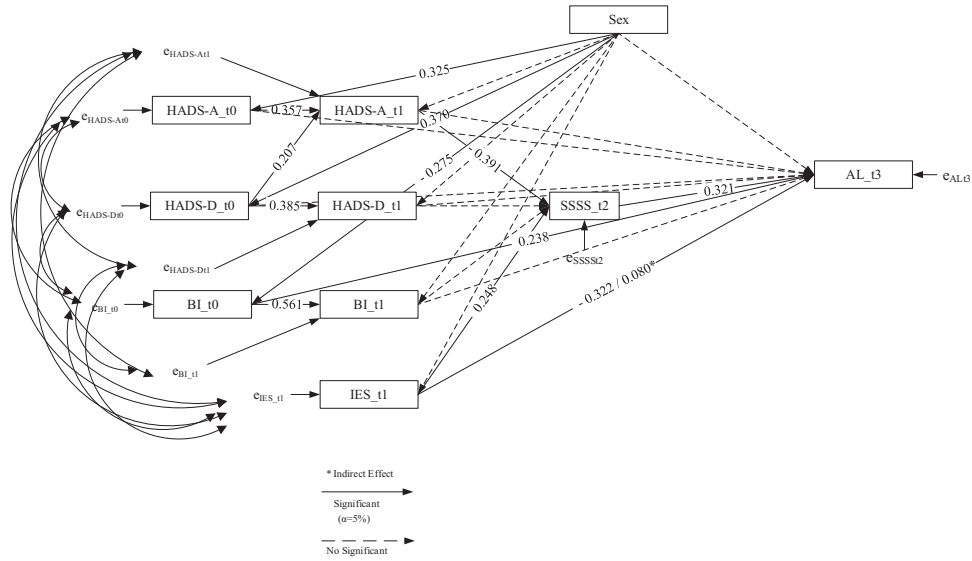 Sex
eHADS-At1
0.325
HADS-A_t0
0.357
HADS-A_t1
eHADS-At0
0.370
0.207
0.391
0.275
AL_t3
eALt3
HADS-D_t0
0.385
HADS-D_t1
SSSS_t2
0.321
eHADS-Dt0
0.238
eSSSSt2
eHADS-Dt1
- 0.322 / 0.080*
BI_t0
0.561
BI_t1
0.248
eBI_t0
eBI_t1
eIES_t1
IES_t1
* Indirect Effect
Significant
(α=5%)
No Significant